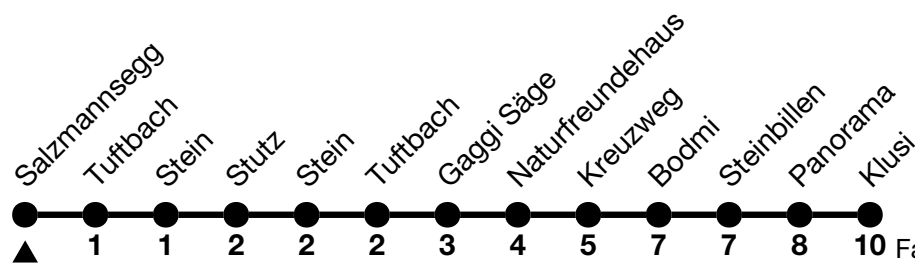 Salzmannsegg
Tuftbach
Stein
Stutz
Stein
Tuftbach
Gaggi Säge
Naturfreundehaus
Kreuzweg
Bodmi
Steinbillen
Panorama
Klusi
1 1 2 2 2 3 4 5 7 7 8 10